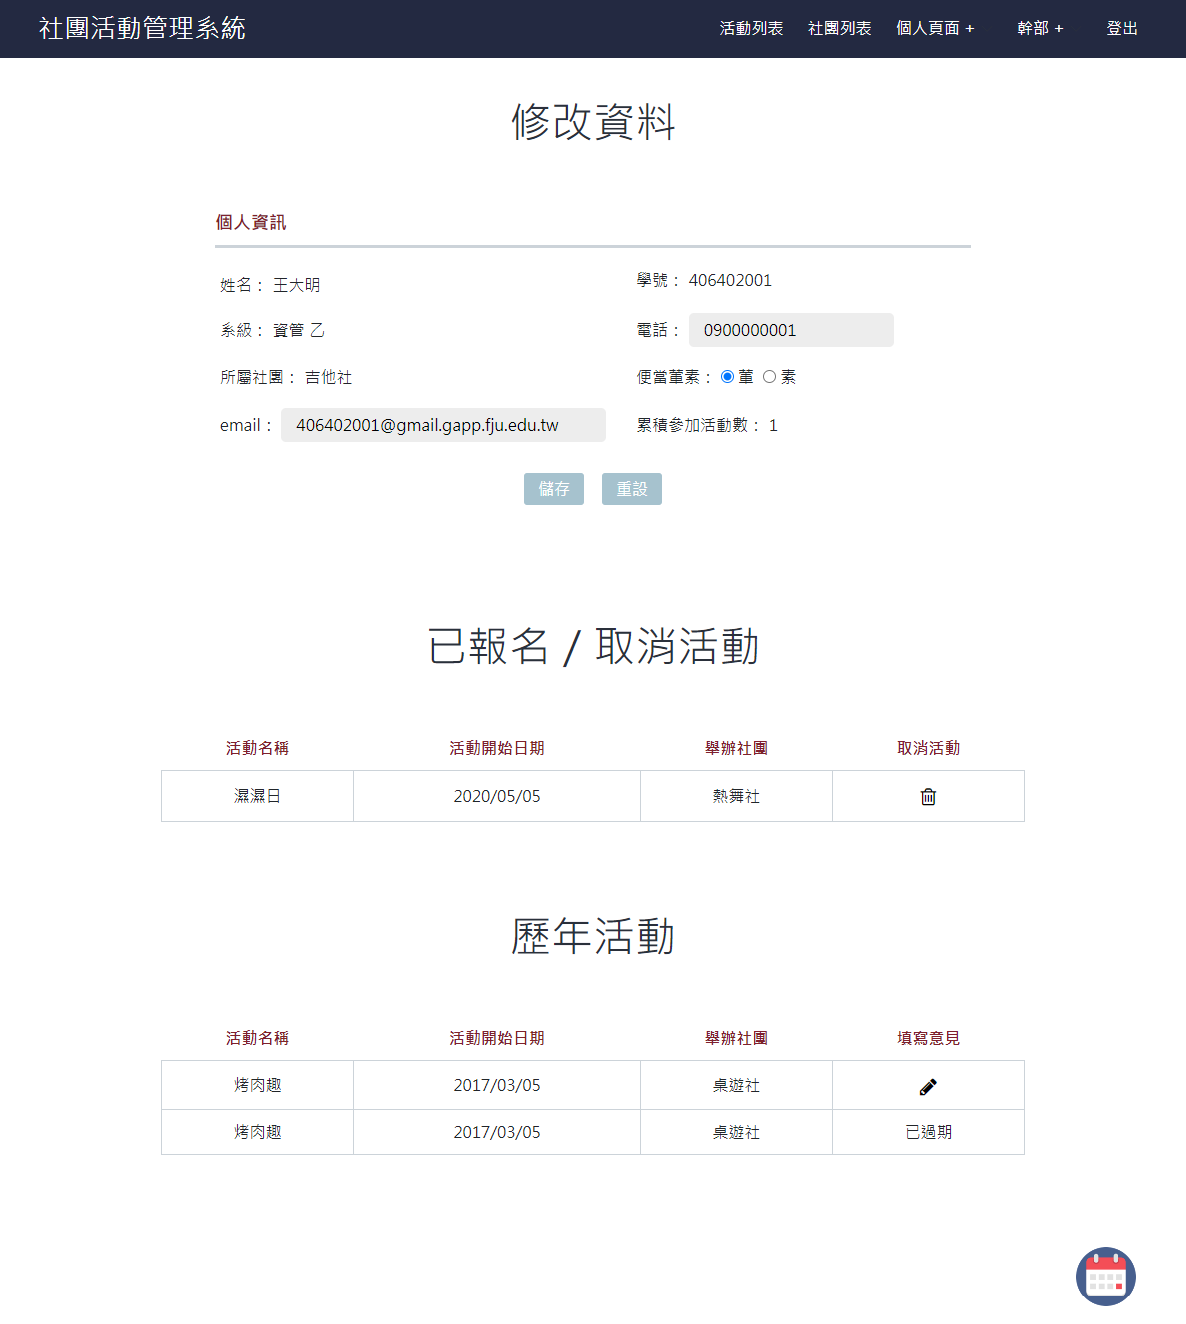 社團活動管理系統
活動列表 社團列表 個人頁面 + 幹部 + 登出
修改資料
個人資訊
姓名： 王大明
學號： 406402001
系級： 資管 乙
電話： 0900000001
所屬社團： 吉他社
便當葷素： 葷 素
email： 406402001@gmail.gapp.fju.edu.tw
累積參加活動數： 1
儲存 重設
已報名 / 取消活動
活動名稱 活動開始日期 舉辦社團 取消活動
濕濕日 2020/05/05 熱舞社
歷年活動
活動名稱 活動開始日期 舉辦社團 填寫意見
烤肉趣 2017/03/05 桌遊社
烤肉趣 2017/03/05 桌遊社 已過期